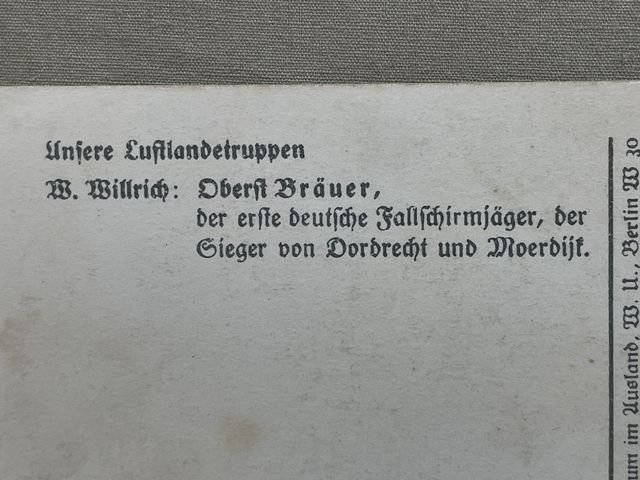 Unsere Luftlandetruppen
W. Willrich: Oberst Bräuer,
der erste deutsche Fallschirmjäger, der
Sieger von Dordrecht und Moerdijk.
um im Ausland, W. U., Berlin W 30